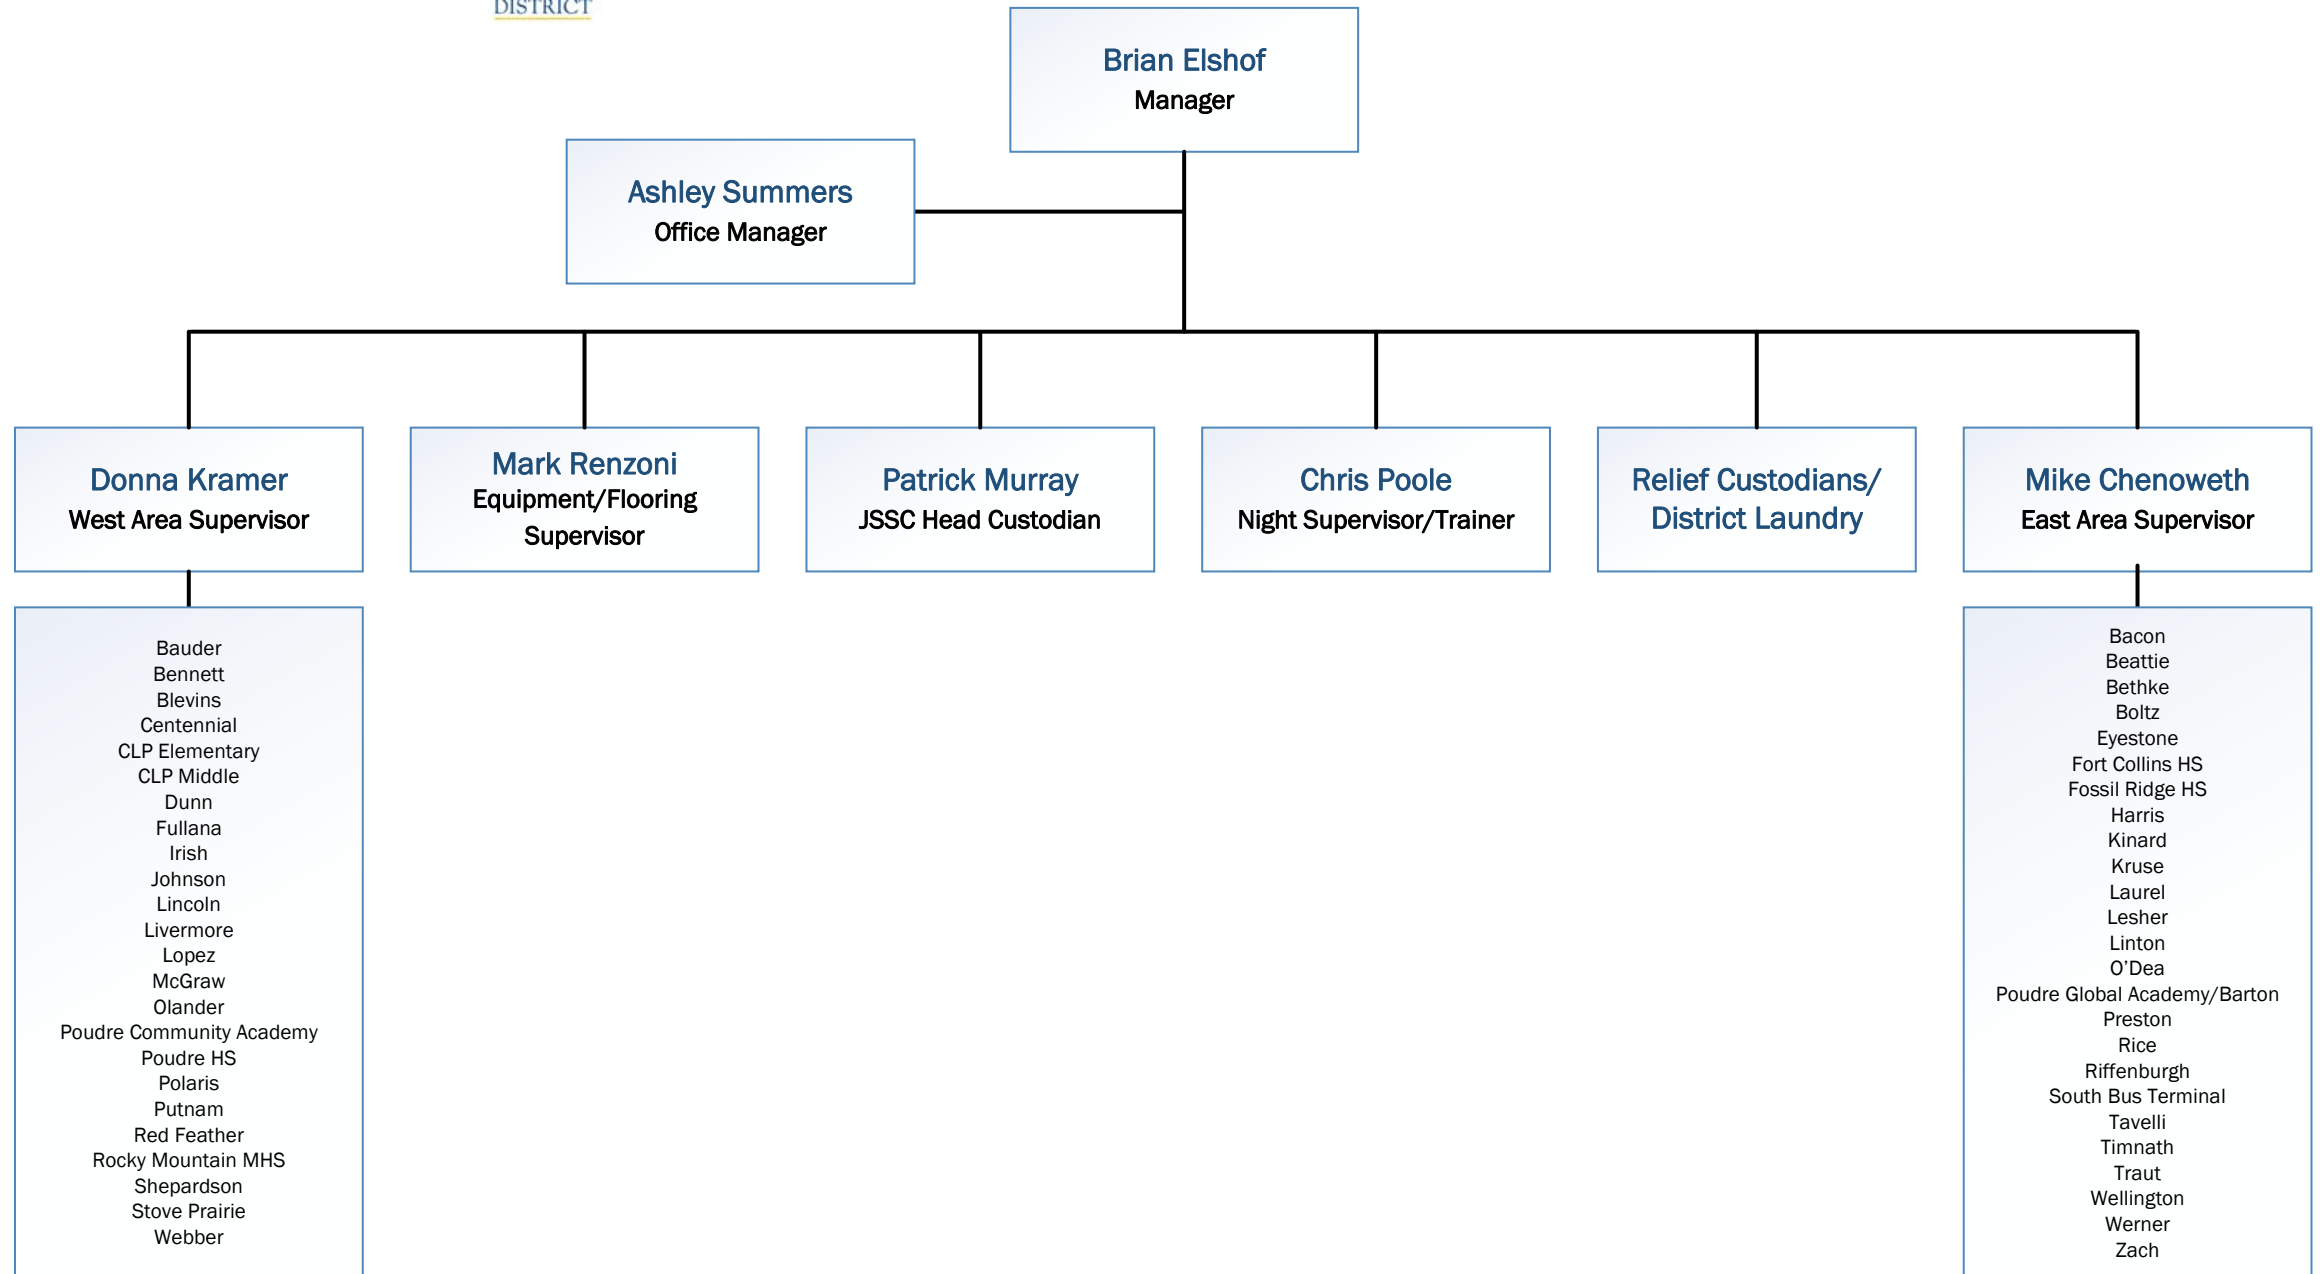 DISTRICT
Brian Elshof
Manager
Ashley Summers
Office Manager
Donna Kramer
West Area Supervisor
Mark Renzoni
Equipment/Flooring
Supervisor
Patrick Murray
JSSC Head Custodian
Chris Poole
Night Supervisor/Trainer
Relief Custodians/
District Laundry
Mike Chenoweth
East Area Supervisor
Bauder
Bennett
Blevins
Centennial
CLP Elementary
CLP Middle
Dunn
Fullana
Irish
Johnson
Lincoln
Livermore
Lopez
McGraw
Olander
Poudre Community Academy
Poudre HS
Polaris
Putnam
Red Feather
Rocky Mountain MHS
Shepardson
Stove Prairie
Webber
Bacon
Beattie
Bethke
Boltz
Eyestone
Fort Collins HS
Fossil Ridge HS
Harris
Kinard
Kruse
Laurel
Lesher
Linton
O’Dea
Poudre Global Academy/Barton
Preston
Rice
Riffenburgh
South Bus Terminal
Tavelli
Timnath
Traut
Wellington
Werner
Zach